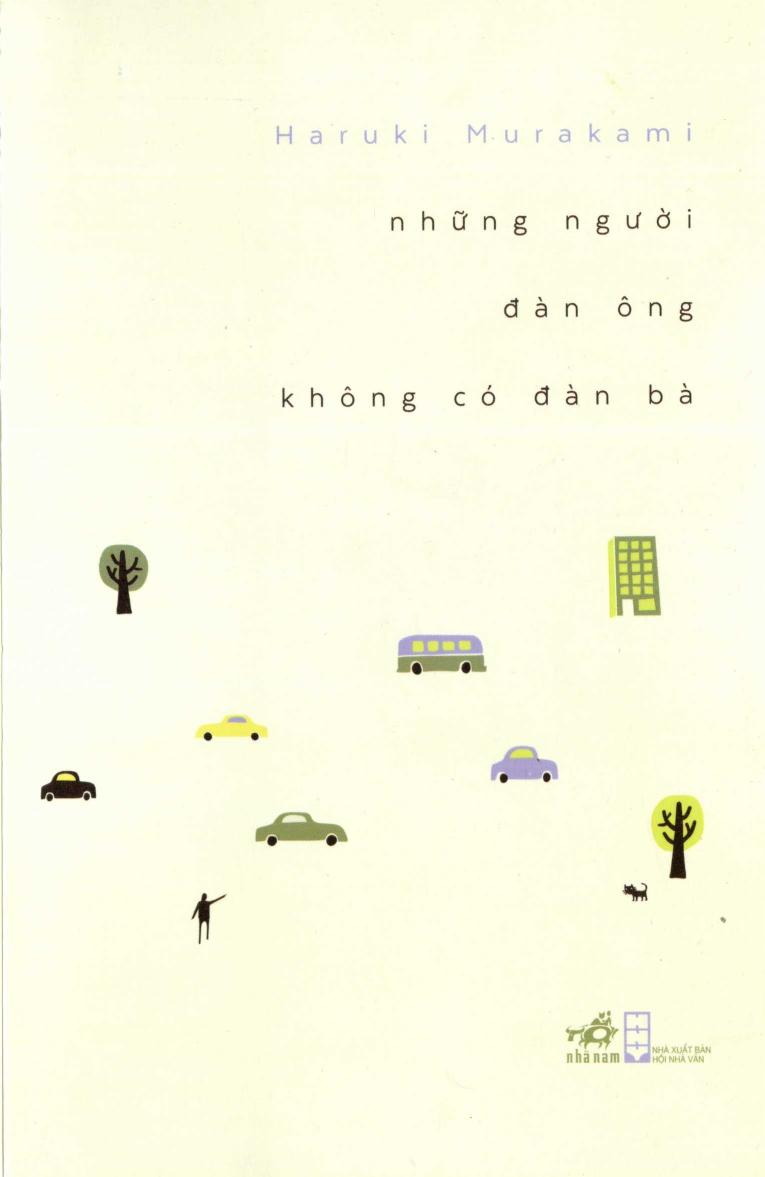 Haruki Murakami
những người
đàn ông
không có đàn bà
nhã nam
NHÀ XUẤT BẢN
HỘI NHÀ VĂN